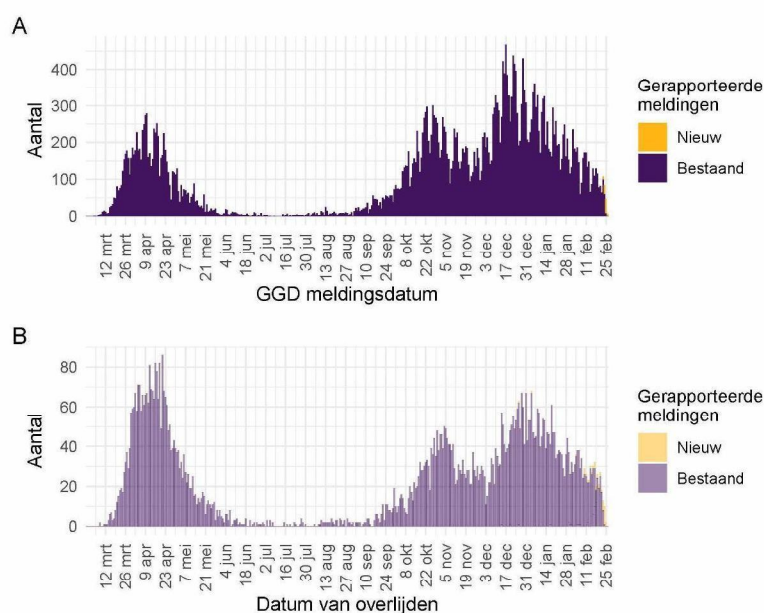 A
Aantal
400
300
200
100
0
12 mrt
26 mrt
9 apr
23 apr
7 mei
21 mei
4 jun
18 jun
2 jul
16 jul
30 jul
13 aug
27 aug
10 sep
24 sep
8 okt
22 okt
5 nov
19 nov
3 dec
17 dec
31 dec
14 jan
28 jan
11 feb
25 feb
GGD meldingsdatum
Gerapporteerde
meldingen
Nieuw
Bestaand
B
Aantal
80
60
40
20
0
12 mrt
26 mrt
9 apr
23 apr
7 mei
21 mei
4 jun
18 jun
2 jul
16 jul
30 jul
13 aug
27 aug
10 sep
24 sep
8 okt
22 okt
5 nov
19 nov
3 dec
17 dec
31 dec
14 jan
28 jan
11 feb
25 feb
Datum van overlijden
Gerapporteerde
meldingen
Nieuw
Bestaand